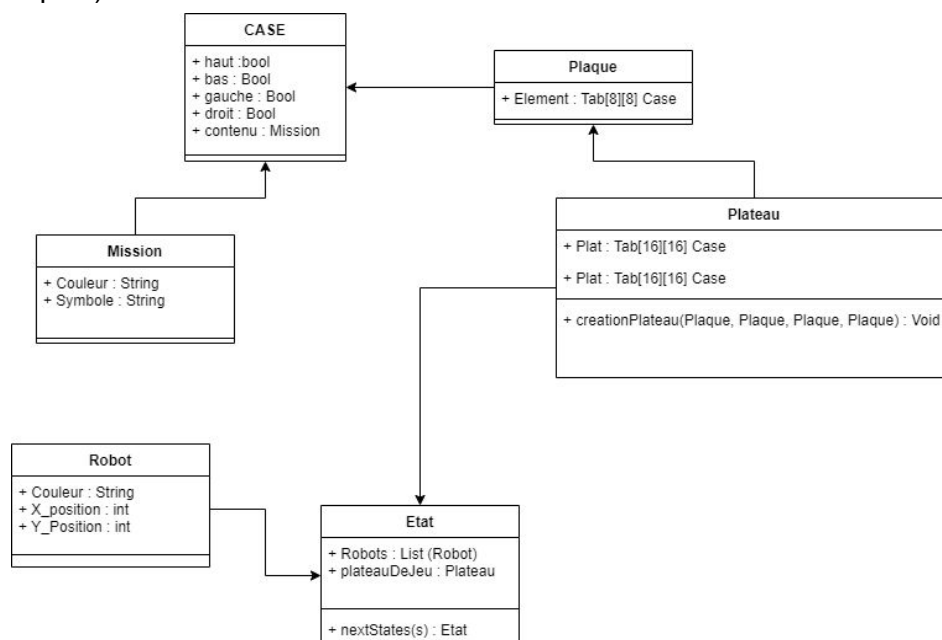 CASE
+ haut :bool
+ bas : Bool
+ gauche : Bool
+ droit : Bool
+ contenu : Mission
Plaque
+ Element : Tab[8][8] Case
Mission
+ Couleur : String
+ Symbole : String
Plateau
+ Plat : Tab[16][16] Case
+ Plat : Tab[16][16] Case
+ creationPlateau(Plaque, Plaque, Plaque, Plaque) : Void
Robot
+ Couleur : String
+ X_position : int
+ Y_Position : int
Etat
+ Robots : List (Robot)
+ plateauDeJeu : Plateau
+ nextStates(s) : Etat